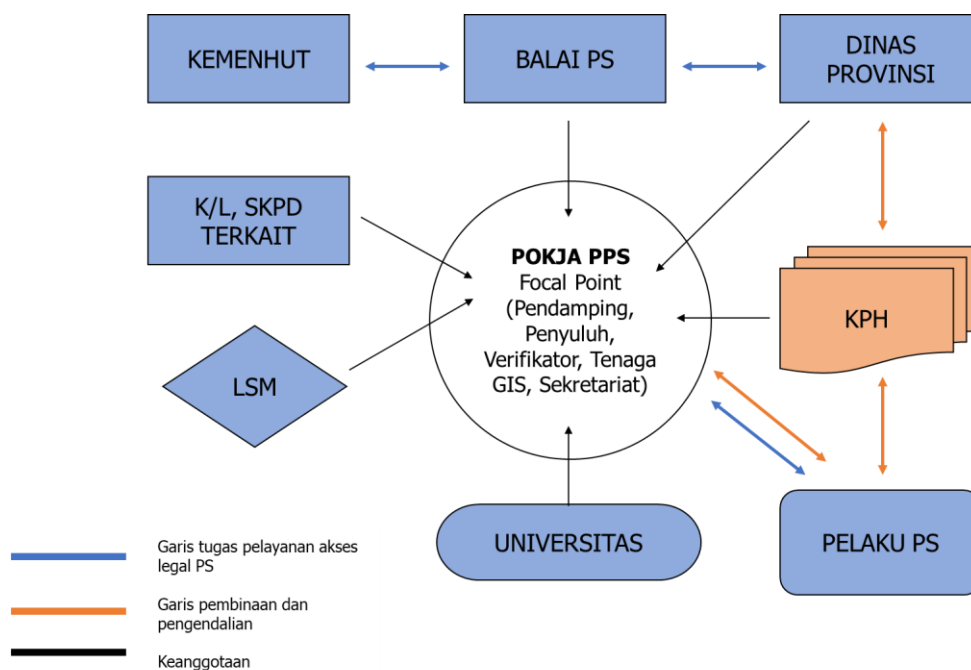 KEMENHUT
BALAI PS
DINAS
PROVINSI
K/L, SKPD
TERKAIT
POKJA PPS
Focal Point
(Pendamping,
Penyuluh,
Verifikator, Tenaga
GIS, Sekretariat)
KPH
LSM
UNIVERSITAS
PELAKU PS
Garis tugas pelayanan akses
legal PS
Garis pembinaan dan
pengendalian
Keanggotaan